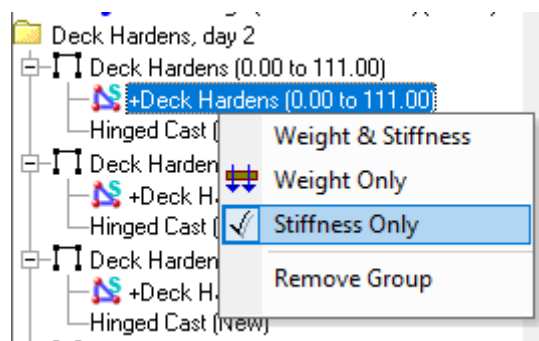 Deck Hardens, day 2
Deck Hardens (0.00 to 111.00)
+Deck Hardens (0.00 to 111.00)
Hinged Cast (
Weight & Stiffness
Deck Harden
Weight Only
+Deck Ha
Hinged Cast (
Stiffness Only
Deck Harden
Remove Group
+Deck H
Hinged Cast (New)